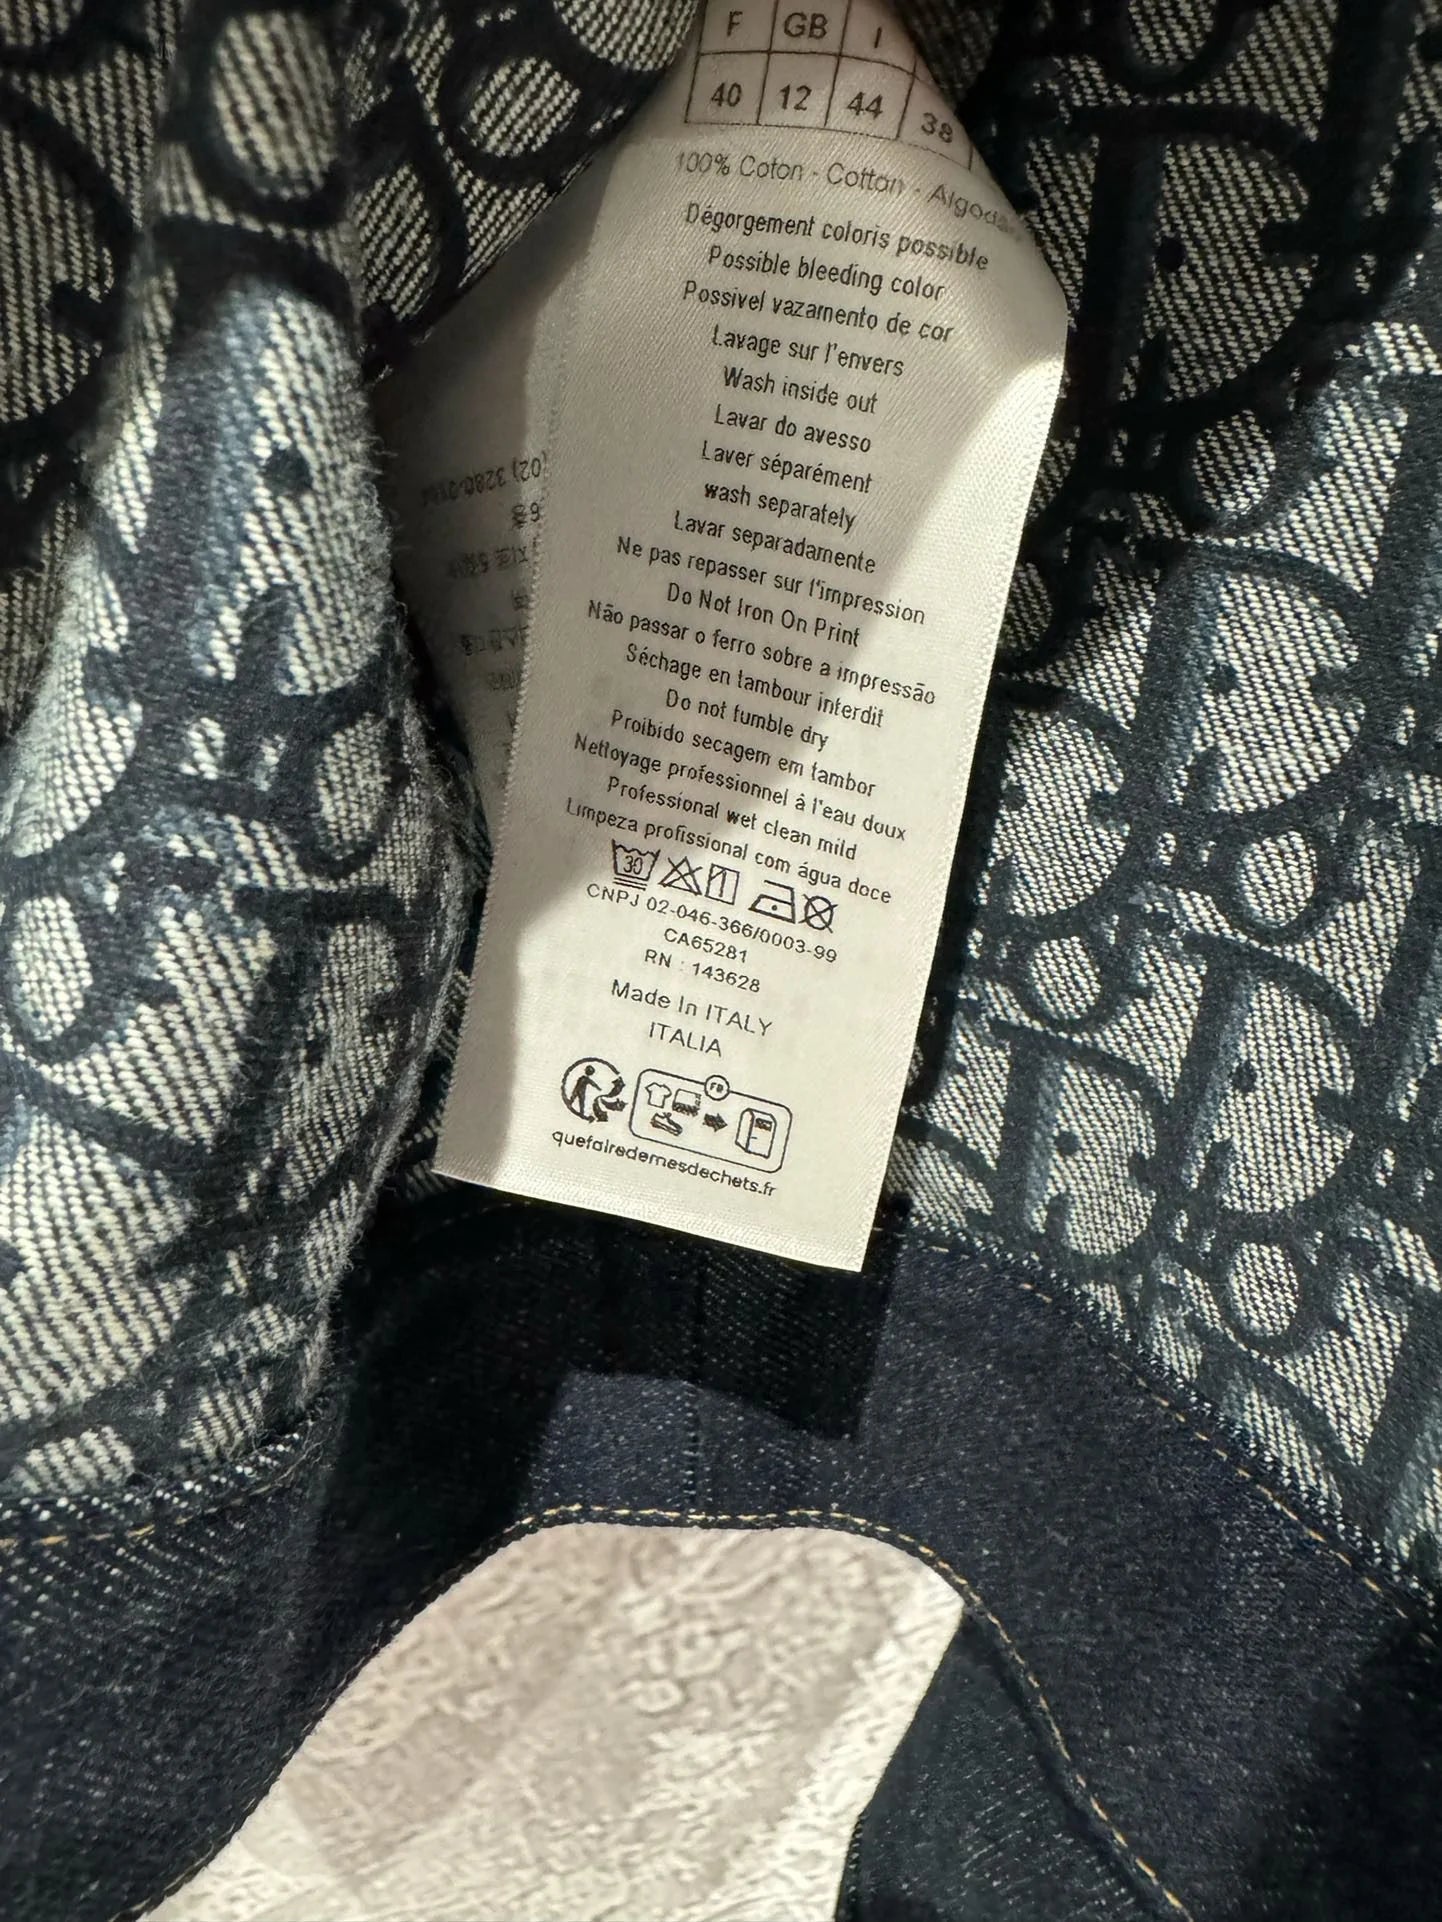 F GB I
40 12 44 38
100% Coton - Cotton - Algodão
Dégorgement coloris possible
Possible bleeding color
Possivel vazamento de cor
Lavage sur l'envers
Wash inside out
Lavar do avesso
Laver séparément
wash separately
Lavar separadamente
Ne pas repasser sur l'impression
Do Not Iron On Print
Não passar o ferro sobre a impressão
Séchage en tambour interdit
Do not tumble dry
Proibido secagem em tambor
Nettoyage professionnel à l'eau doux
Professional wet clean mild
Limpeza profissional com água doce
30
CNPJ 02-046-366/0003-99
CA65281
RN : 143628
Made In ITALY
ITALIA
FR
quefairedemesdechets.fr